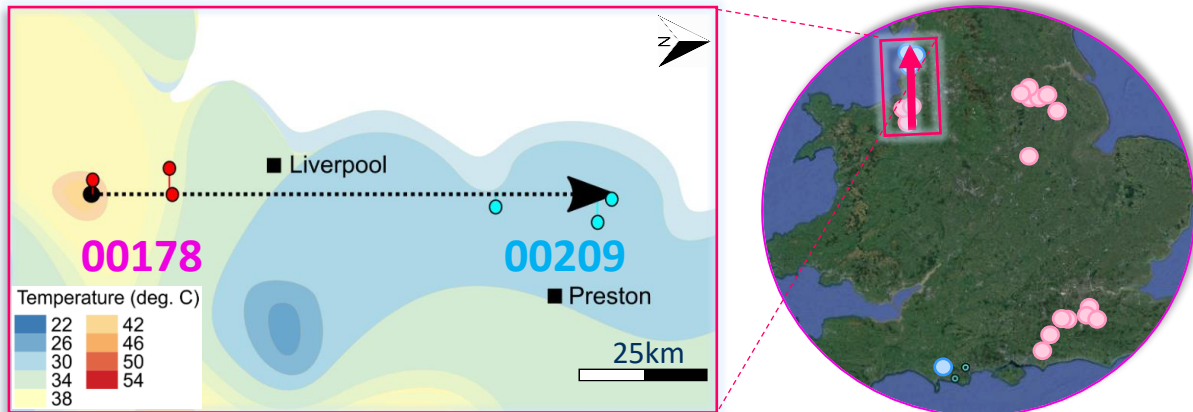 N
Liverpool
00178
00209
Preston
Temperature (deg. C)
22 42
26 46
30 50
34 54
38
25km